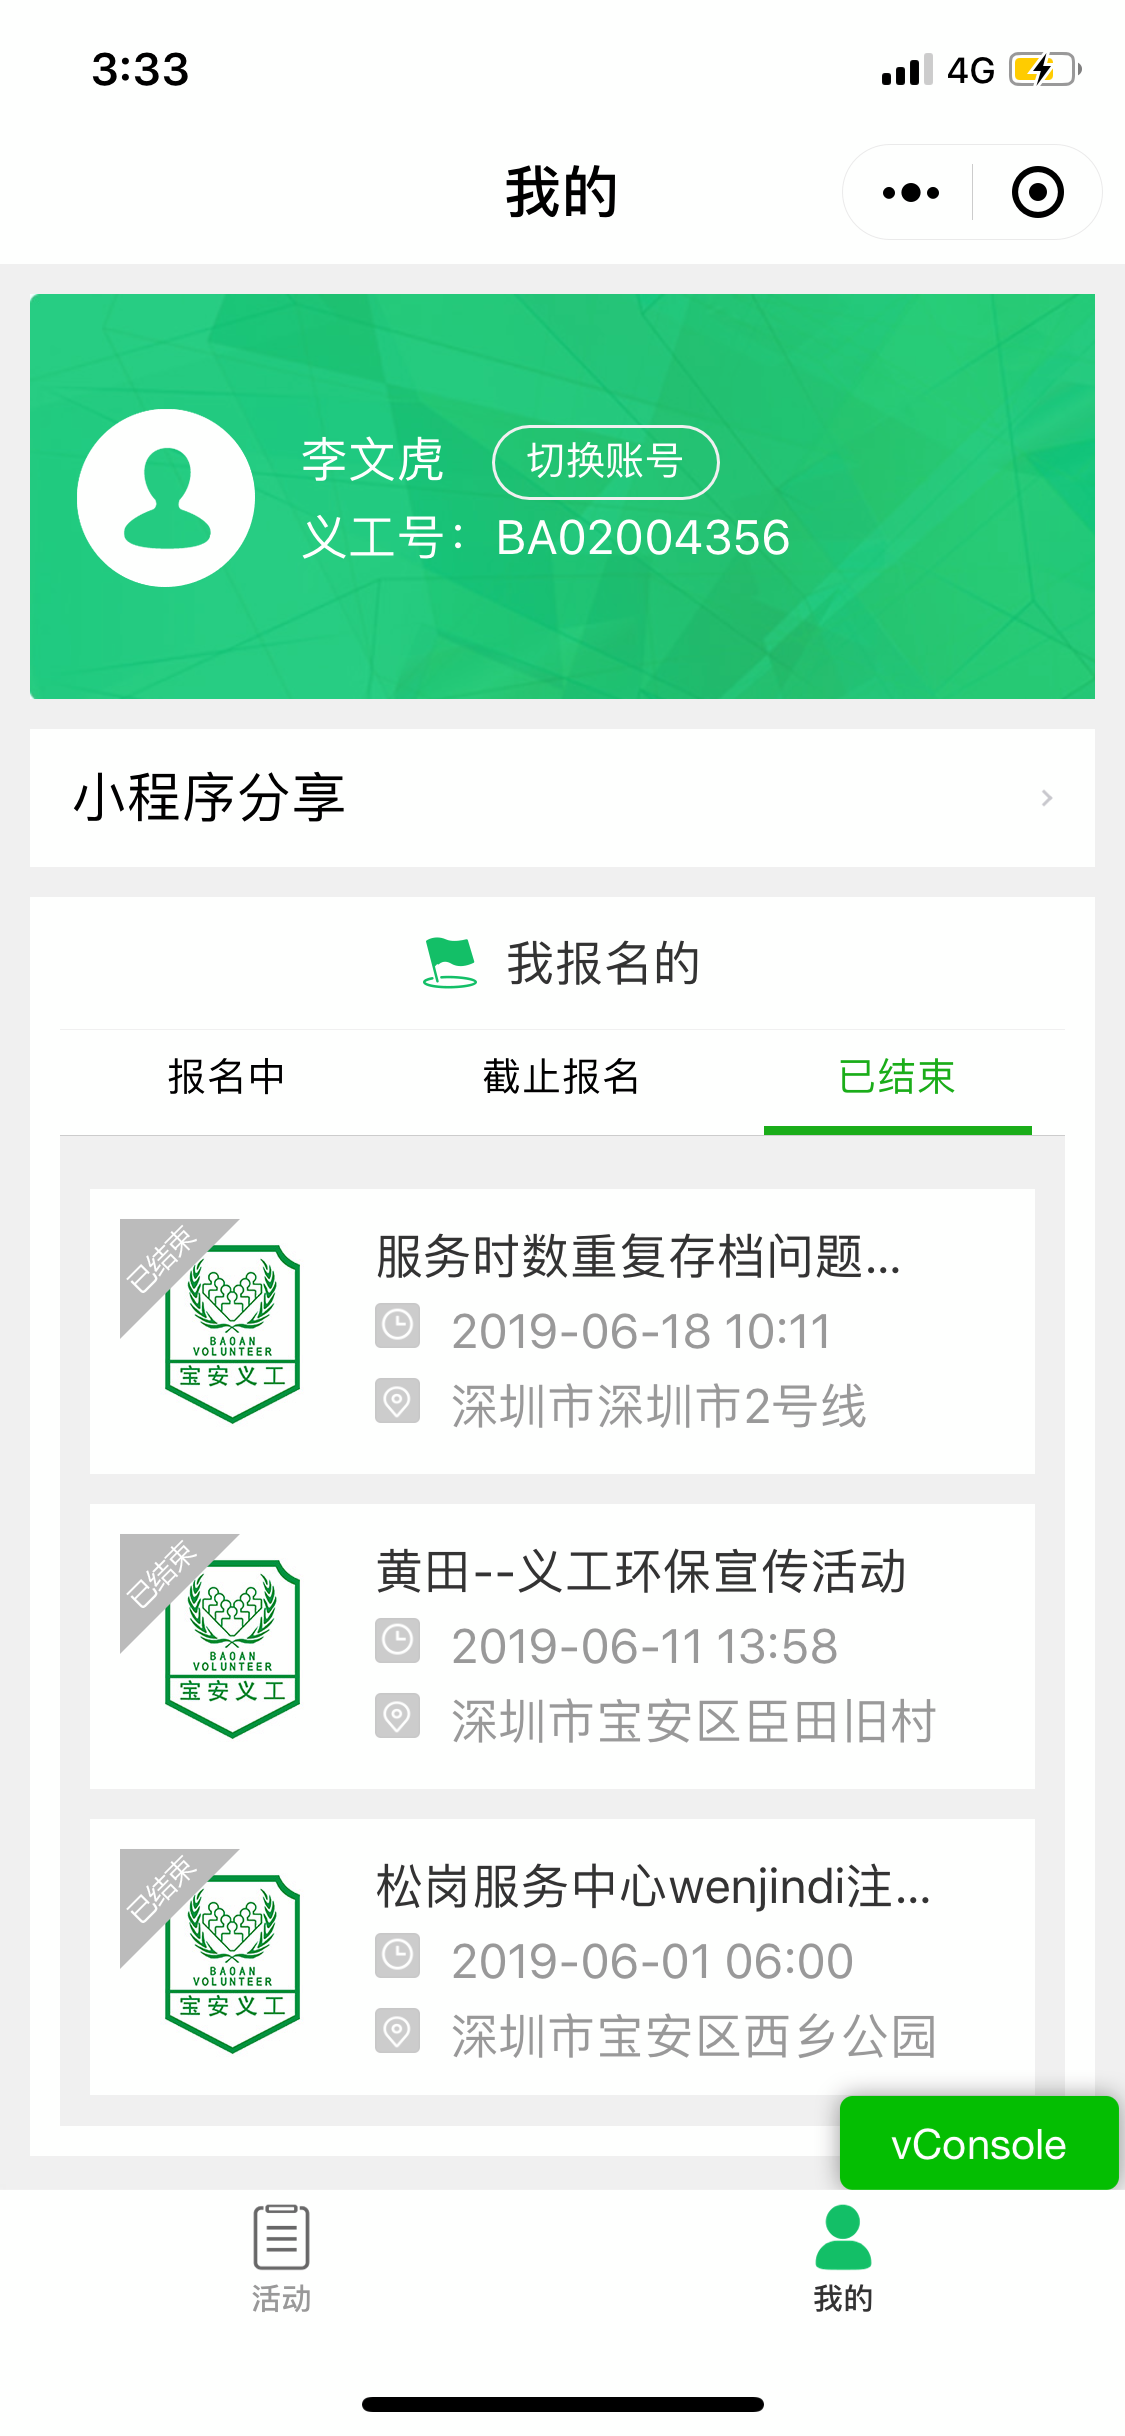 3:33
4G
我的
李文虎 切换账号
义工号：BA02004356
小程序分享
我报名的
报名中 截止报名 已结束
已结束
BAOAN
VOLUNTEER
宝安义工
服务时数重复存档问题...
2019-06-18 10:11
深圳市深圳市2号线
已结束
BAOAN
VOLUNTEER
宝安义工
黄田--义工环保宣传活动
2019-06-11 13:58
深圳市宝安区臣田旧村
已结束
BAOAN
VOLUNTEER
宝安义工
松岗服务中心wenjindi注...
2019-06-01 06:00
深圳市宝安区西乡公园
vConsole
活动 我的